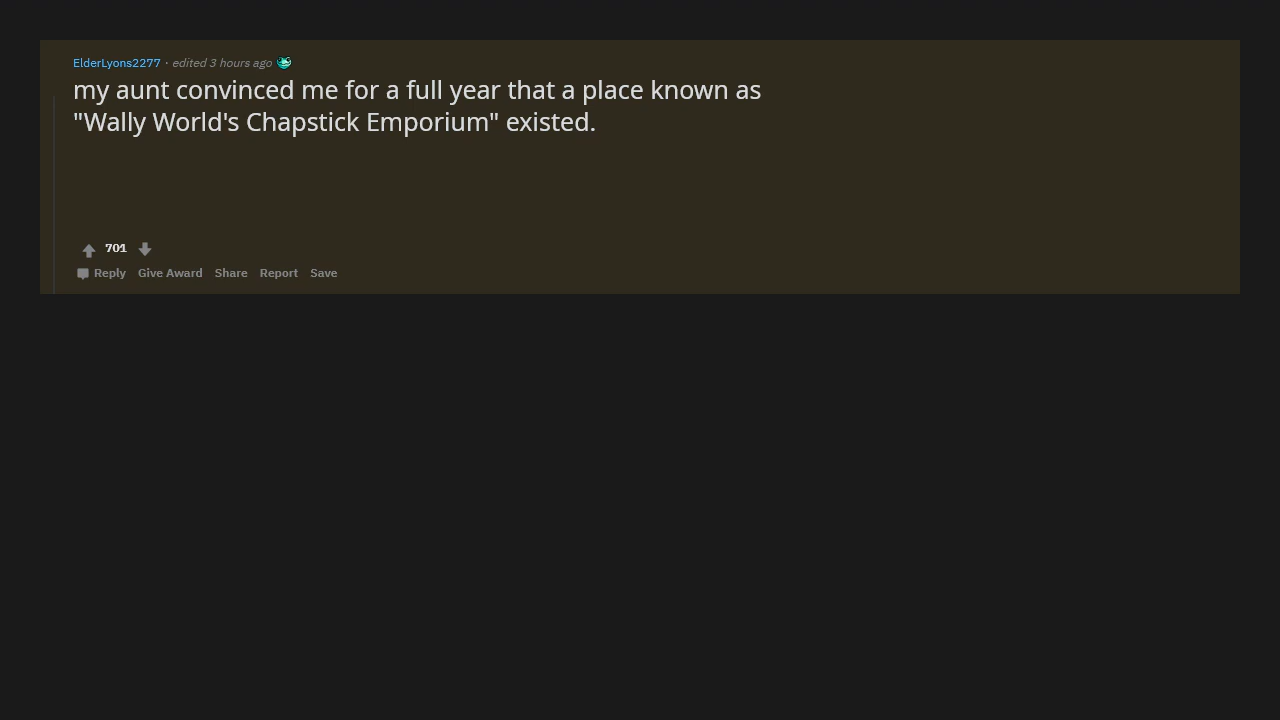 ElderLyons2277 · edited 3 hours ago
my aunt convinced me for a full year that a place known as
"Wally World's Chapstick Emporium" existed.
701
Reply Give Award Share Report Save